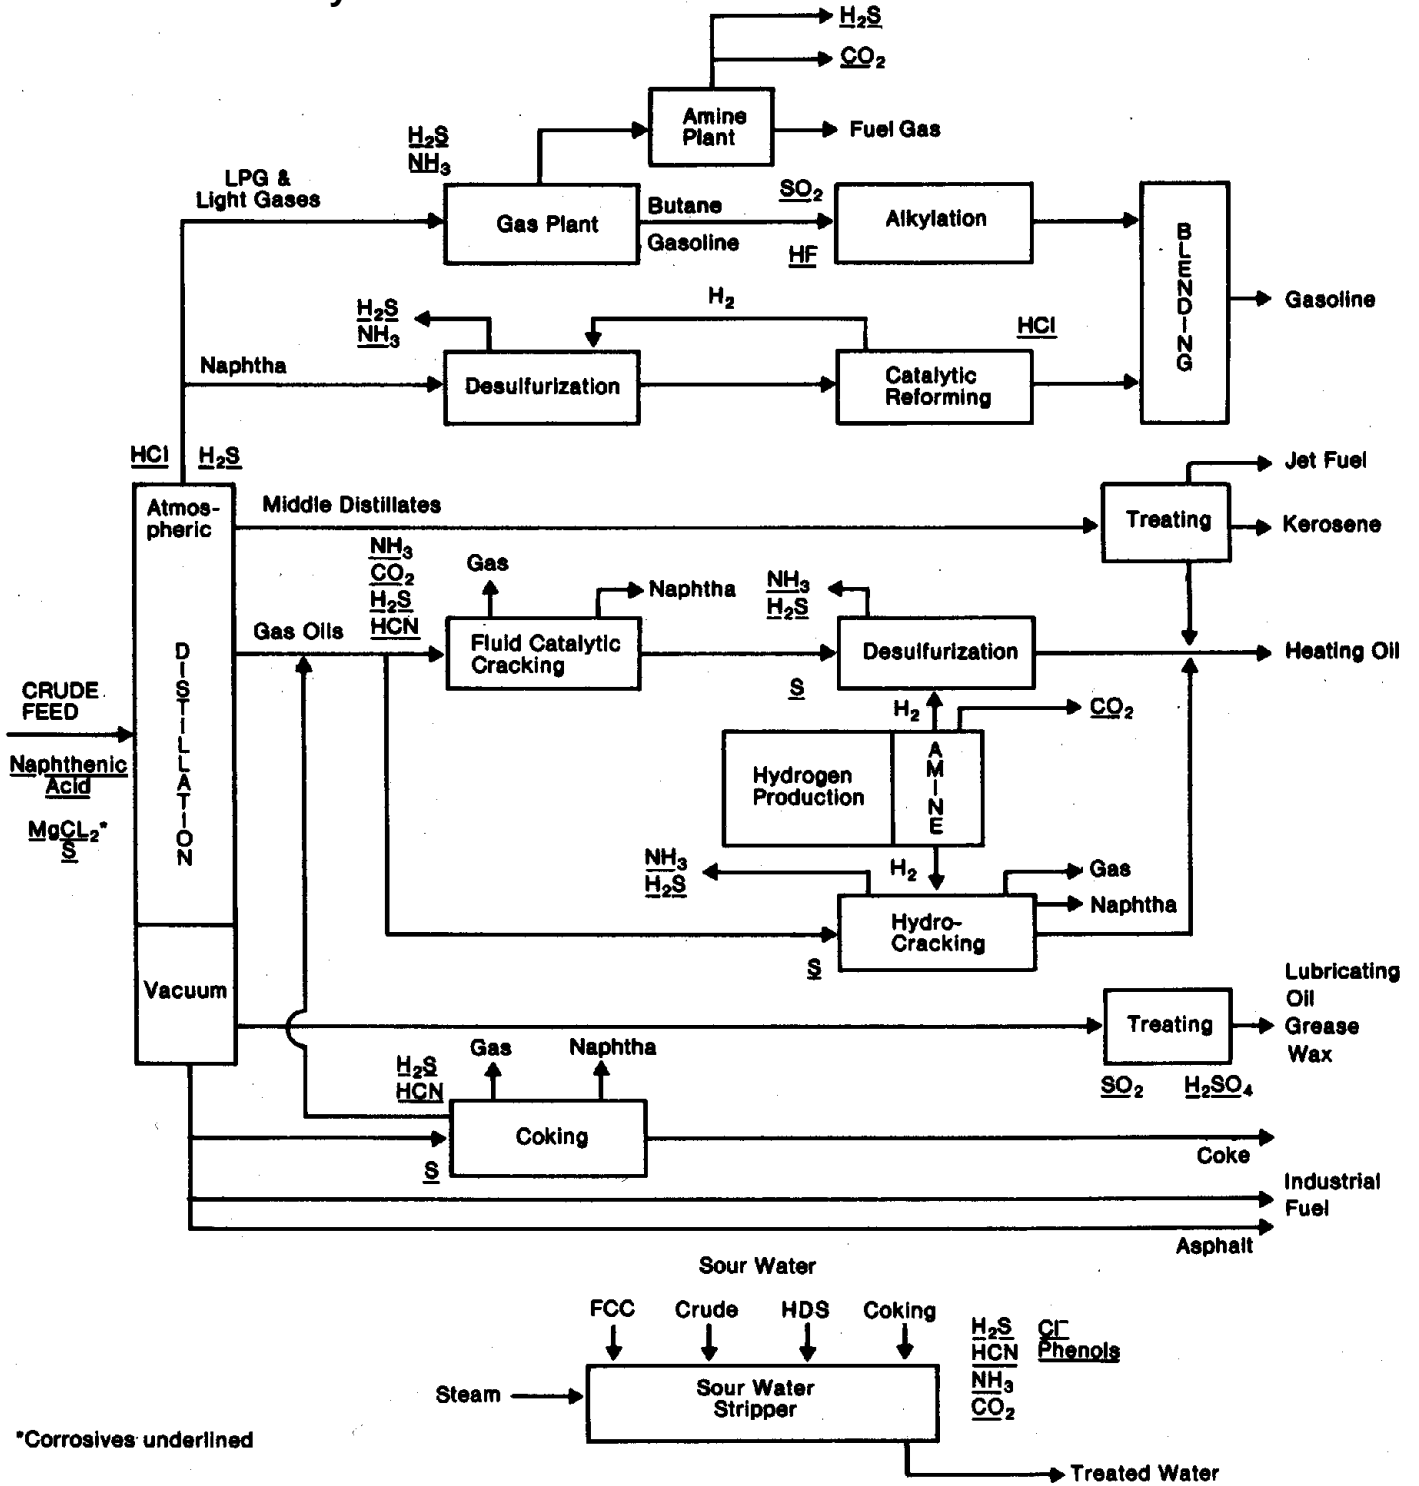 H₂S
CO₂
Amine
Plant
Fuel Gas
H₂S
NH₃
LPG &
Light Gases
Gas Plant
Butane
Gasoline
SO₂
HF
Alkylation
BLENDING
Gasoline
H₂S
NH₃
H₂
HCl
Naphtha
Desulfurization
Catalytic
Reforming
HCl
H₂S
Atmos-
pheric
DISTILLATION
Vacuum
Middle Distillates
Treating
Jet Fuel
Kerosene
NH₃
CO₂
H₂S
HCN
Gas
Naphtha
NH₃
H₂S
Gas Oils
Fluid Catalytic
Cracking
S
Desulfurization
Heating Oil
CRUDE
FEED
Naphthenic
Acid
MgCL₂*
S
H₂
CO₂
Hydrogen
Production
AMINE
NH₃
H₂S
H₂
Gas
Naphtha
Hydro-
Cracking
S
Treating
Lubricating
Oil
Grease
Wax
SO₂
H₂SO₄
H₂S
HCN
Gas
Naphtha
Coking
S
Coke
Industrial
Fuel
Asphalt
Sour Water
FCC
Crude
HDS
Coking
Steam
Sour Water
Stripper
H₂S
HCN
NH₃
CO₂
Cl⁻
Phenols
Treated Water
*Corrosives underlined